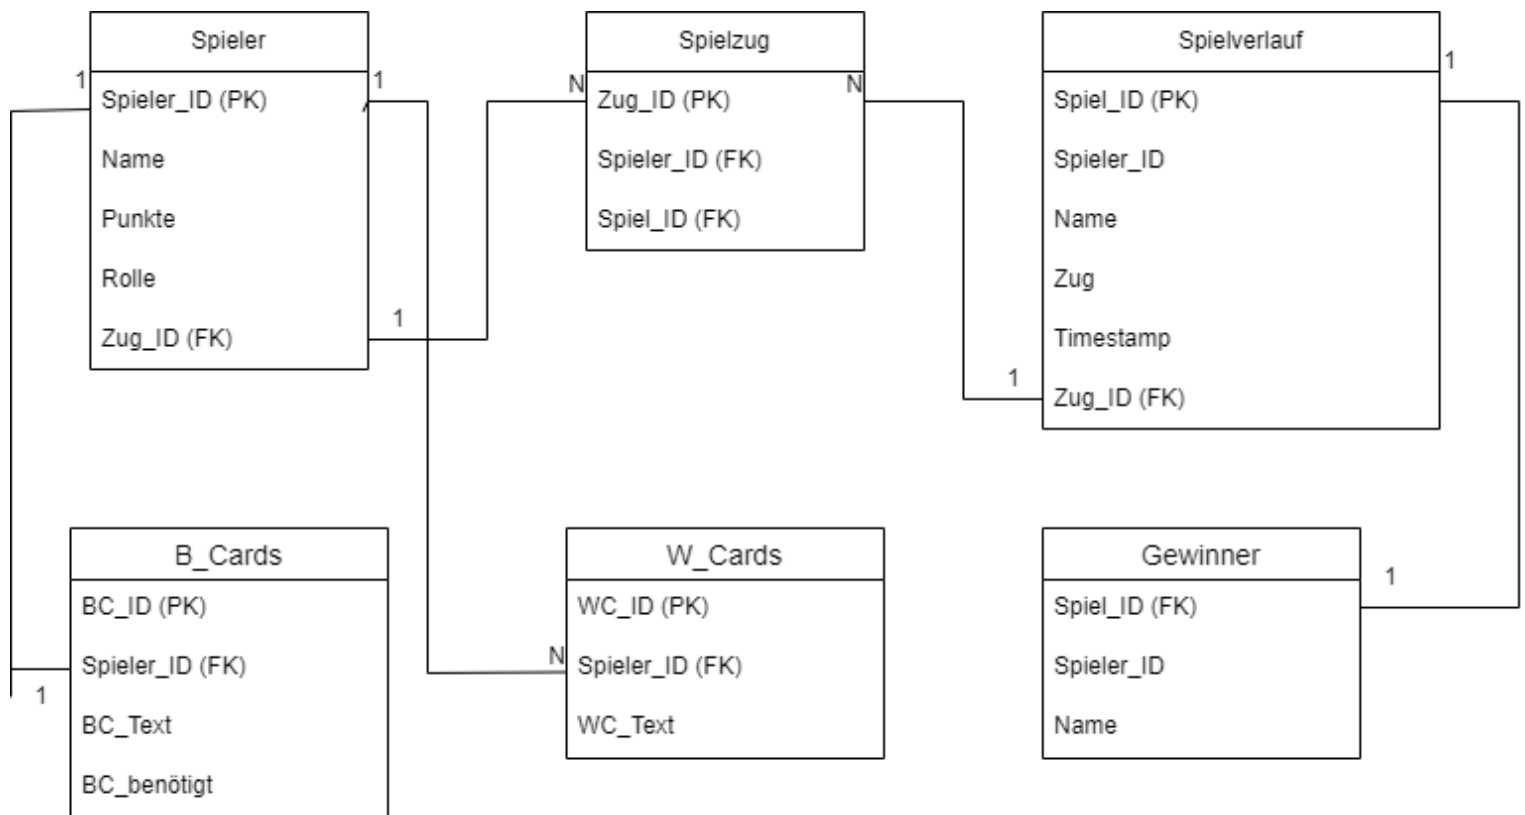 Spieler
1
1
Spieler_ID (PK)
Name
Punkte
Rolle
Zug_ID (FK)
1
Spielzug
N
N
Zug_ID (PK)
Spieler_ID (FK)
Spiel_ID (FK)
Spielverlauf
1
Spiel_ID (PK)
Spieler_ID
Name
Zug
Timestamp
1
Zug_ID (FK)
B_Cards
BC_ID (PK)
Spieler_ID (FK)
1
BC_Text
BC_benötigt
W_Cards
WC_ID (PK)
N
Spieler_ID (FK)
WC_Text
Gewinner
1
Spiel_ID (FK)
Spieler_ID
Name